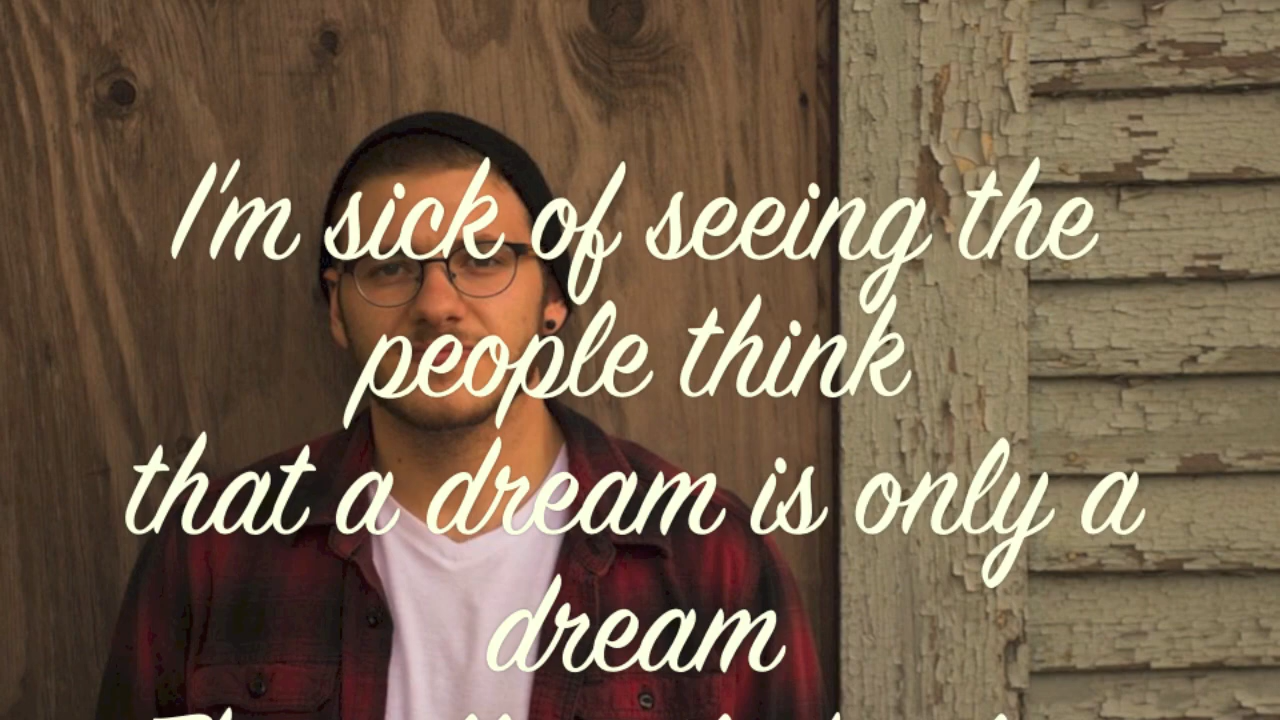 I'm sick of seeing the
people think
that a dream is only a
dream